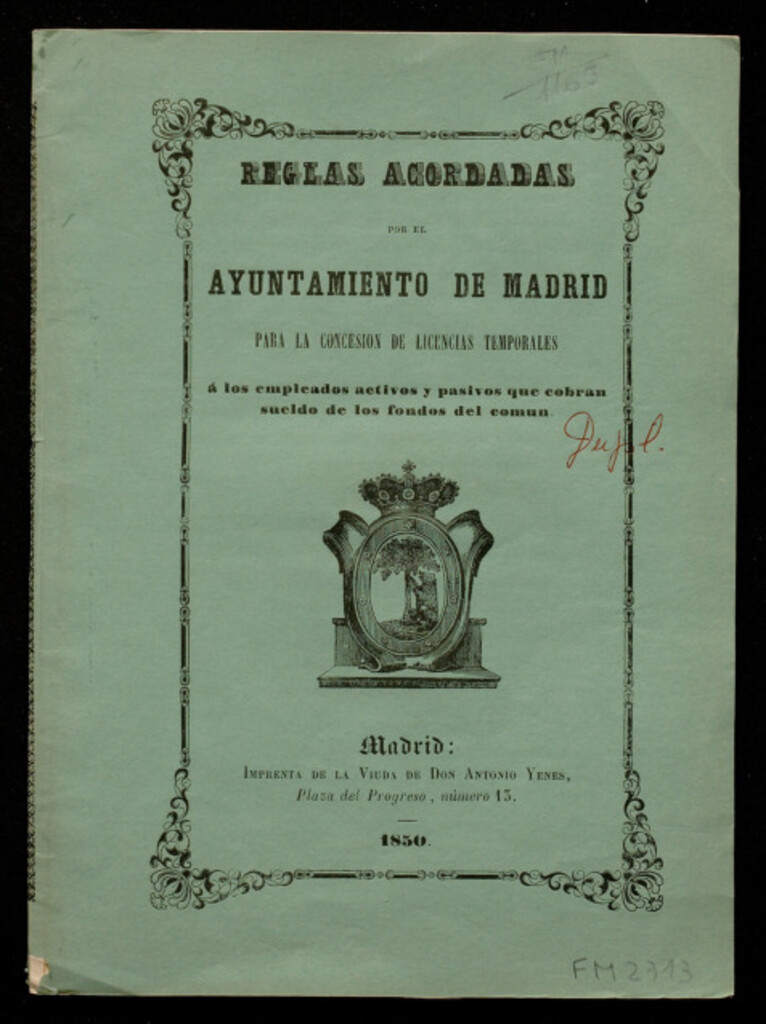 1163
REGLAS ACORDADAS
POR EL
AYUNTAMIENTO DE MADRID
PARA LA CONCESION DE LICENCIAS TEMPORALES
á los empleados activos y pasivos que cobran
sueldo de los fondos del comun.
Madrid:
IMPRENTA DE LA VIUDA DE DON ANTONIO YENES,
Plaza del Progreso, número 13.
1850.
FM2713